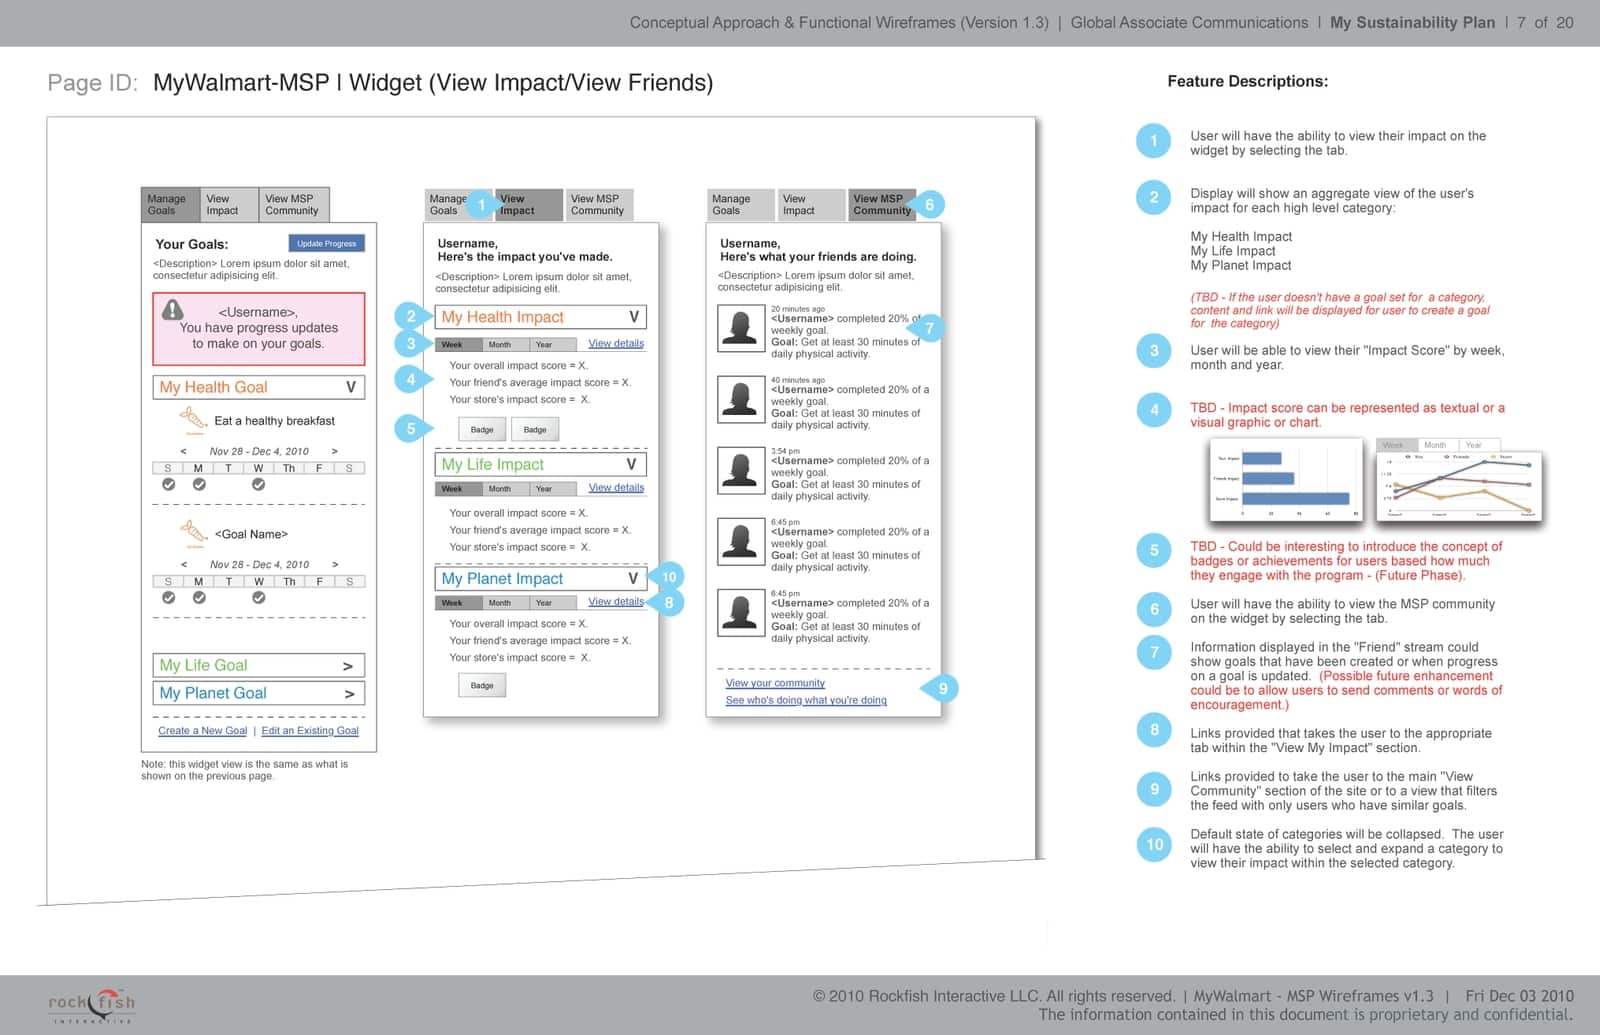 Conceptual Approach & Functional Wireframes (Version 1.3) | Global Associate Communications | My Sustainability Plan | 7 of 20
Page ID: MyWalmart-MSP | Widget (View Impact/View Friends)
Manage Goals
View Impact
View MSP Community
Your Goals:
Update Progress
<Description> Lorem ipsum dolor sit amet,
consectetur adipisicing elit.
<Username>,
You have progress updates
to make on your goals.
My Health Goal V
Eat a healthy breakfast
< Nov 28 - Dec 4, 2010 >
S M T W Th F S
<Goal Name>
< Nov 28 - Dec 4, 2010 >
S M T W Th F S
My Life Goal >
My Planet Goal >
Create a New Goal | Edit an Existing Goal
Note: this widget view is the same as what is
shown on the previous page.
Manage Goals
1
View Impact
View MSP Community
Username,
Here's the impact you've made.
<Description> Lorem ipsum dolor sit amet,
consectetur adipisicing elit.
2
My Health Impact V
3
Week Month Year View details
Your overall impact score = X.
4
Your friend's average impact score = X.
Your store's impact score = X.
5
Badge Badge
My Life Impact V
Week Month Year View details
Your overall impact score = X.
Your friend's average impact score = X.
Your store's impact score = X.
My Planet Impact V
10
Week Month Year View details
8
Your overall impact score = X.
Your friend's average impact score = X.
Your store's impact score = X.
Badge
Manage Goals
View Impact
View MSP Community
6
Username,
Here's what your friends are doing.
<Description> Lorem ipsum dolor sit amet,
consectetur adipisicing elit.
20 minutes ago
<Username> completed 20%
weekly goal.
7
Goal: Get at least 30 minutes of
daily physical activity.
40 minutes ago
<Username> completed 20% of a
weekly goal.
Goal: Get at least 30 minutes of
daily physical activity.
3:54 pm
<Username> completed 20% of a
weekly goal.
Goal: Get at least 30 minutes of
daily physical activity.
6:45 pm
<Username> completed 20% of a
weekly goal.
Goal: Get at least 30 minutes of
daily physical activity.
6:45 pm
<Username> completed 20% of a
weekly goal.
Goal: Get at least 30 minutes of
daily physical activity.
View your community
9
See who's doing what you're doing
Feature Descriptions:
1
User will have the ability to view their impact on the
widget by selecting the tab.
2
Display will show an aggregate view of the user's
impact for each high level category:
My Health Impact
My Life Impact
My Planet Impact
(TBD - If the user doesn't have a goal set for a category,
content and link will be displayed for user to create a goal
for the category)
3
User will be able to view their "Impact Score" by week,
month and year.
4
TBD - Impact score can be represented as textual or a
visual graphic or chart.
Week Month Year
5
TBD - Could be interesting to introduce the concept of
badges or achievements for users based how much
they engage with the program - (Future Phase).
6
User will have the ability to view the MSP community
on the widget by selecting the tab.
7
Information displayed in the "Friend" stream could
show goals that have been created or when progress
on a goal is updated. (Possible future enhancement
could be to allow users to send comments or words of
encouragement.)
8
Links provided that takes the user to the appropriate
tab within the "View My Impact" section.
9
Links provided to take the user to the main "View
Community" section of the site or to a view that filters
the feed with only users who have similar goals.
10
Default state of categories will be collapsed. The user
will have the ability to select and expand a category to
view their impact within the selected category.
rockfish
INTERACTIVE
© 2010 Rockfish Interactive LLC. All rights reserved. | MyWalmart - MSP Wireframes v1.3 | Fri Dec 03 2010
The information contained in this document is proprietary and confidential.